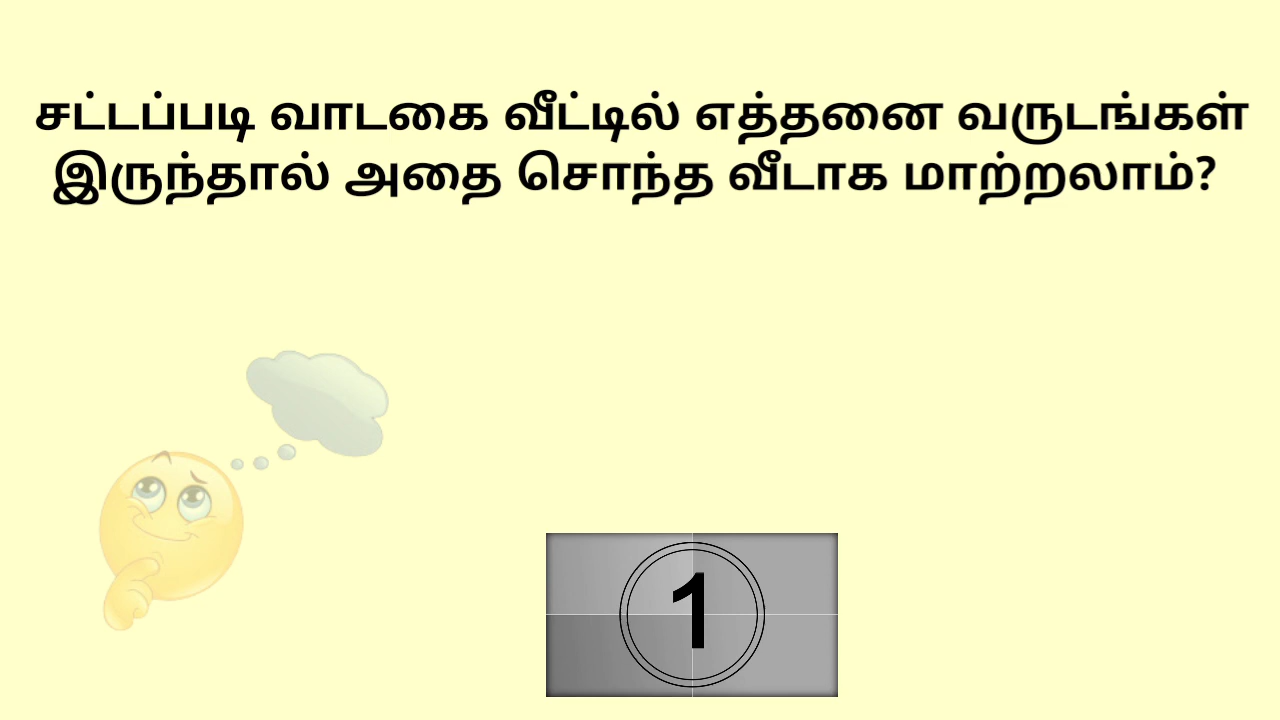 சட்டப்படி வாடகை வீட்டில் எத்தனை வருடங்கள்
இருந்தால் அதை சொந்த வீடாக மாற்றலாம்?
1